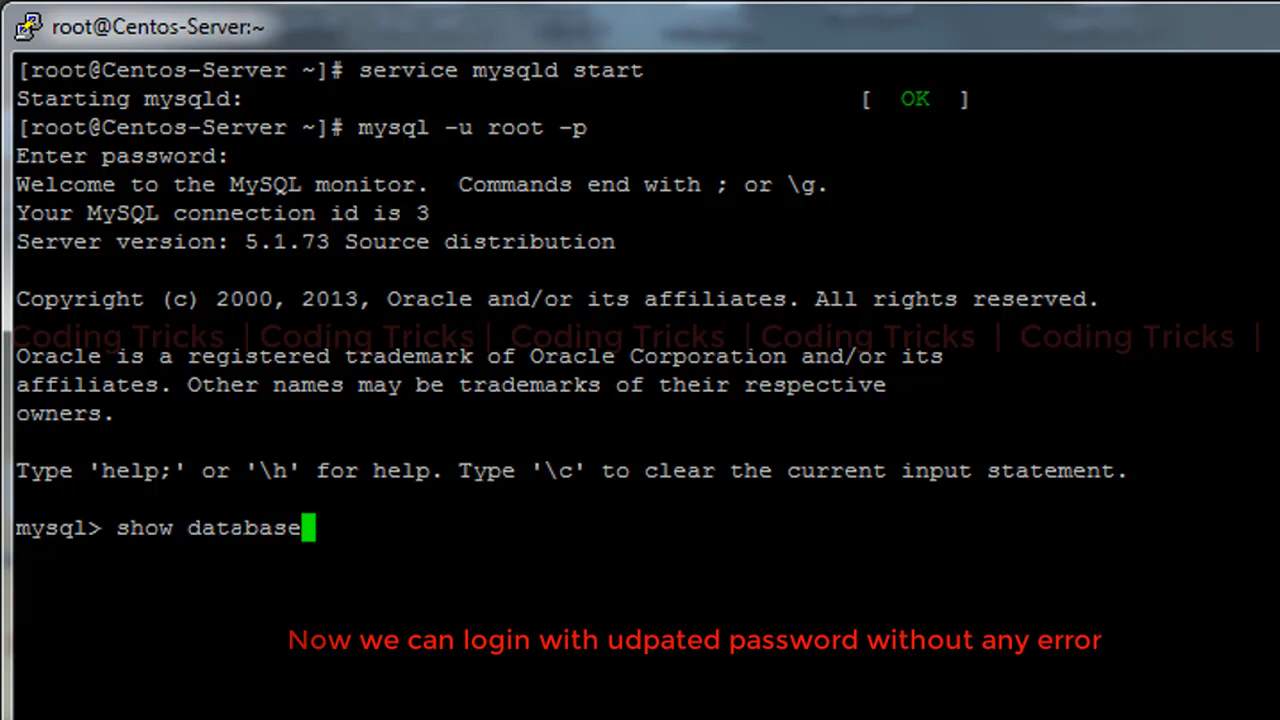 root@Centos-Server:~
[root@Centos-Server ~]# service mysqld start
Starting mysqld: [ OK ]
[root@Centos-Server ~]# mysql -u root -p
Enter password:
Welcome to the MySQL monitor. Commands end with ; or \g.
Your MySQL connection id is 3
Server version: 5.1.73 Source distribution
Copyright (c) 2000, 2013, Oracle and/or its affiliates. All rights reserved.
Coding Tricks | Coding Tricks | Coding Tricks | Coding Tricks | Coding Tricks |
Oracle is a registered trademark of Oracle Corporation and/or its
affiliates. Other names may be trademarks of their respective
owners.
Type 'help;' or '\h' for help. Type '\c' to clear the current input statement.
mysql> show database
Now we can login with udpated password without any error